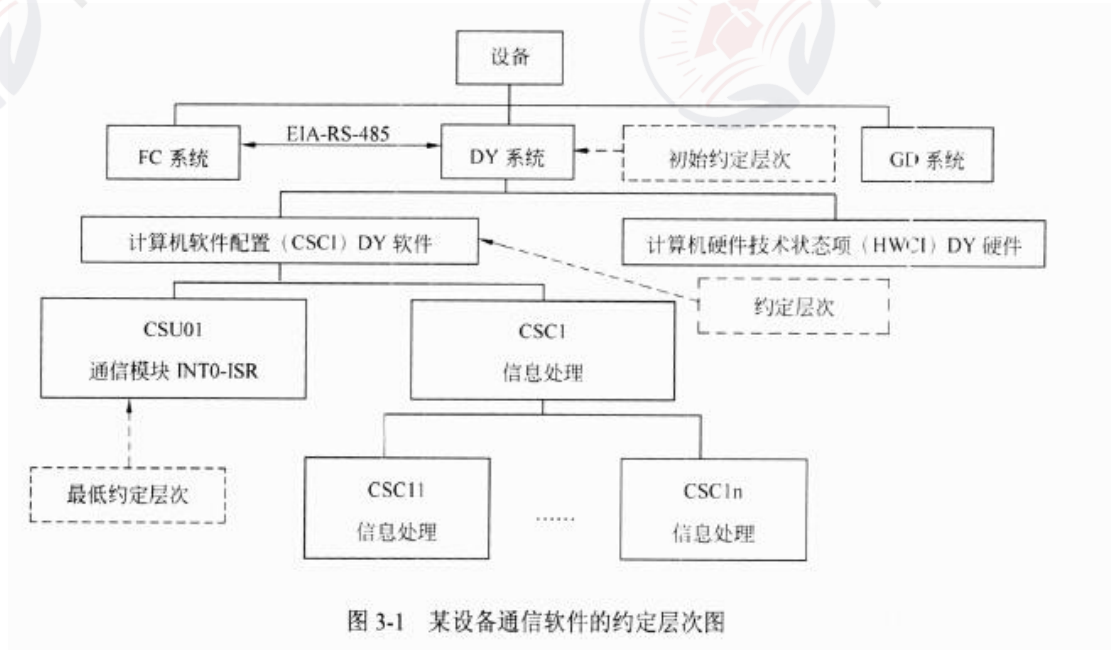 设备
FC 系统
EIA-RS-485
DY 系统
初始约定层次
GD 系统
计算机软件配置（CSCI）DY 软件
计算机硬件技术状态项（HWCI）DY 硬件
约定层次
CSU01
通信模块 INT0-ISR
CSC1
信息处理
最低约定层次
CSC11
信息处理
……
CSC1n
信息处理
图 3-1 某设备通信软件的约定层次图